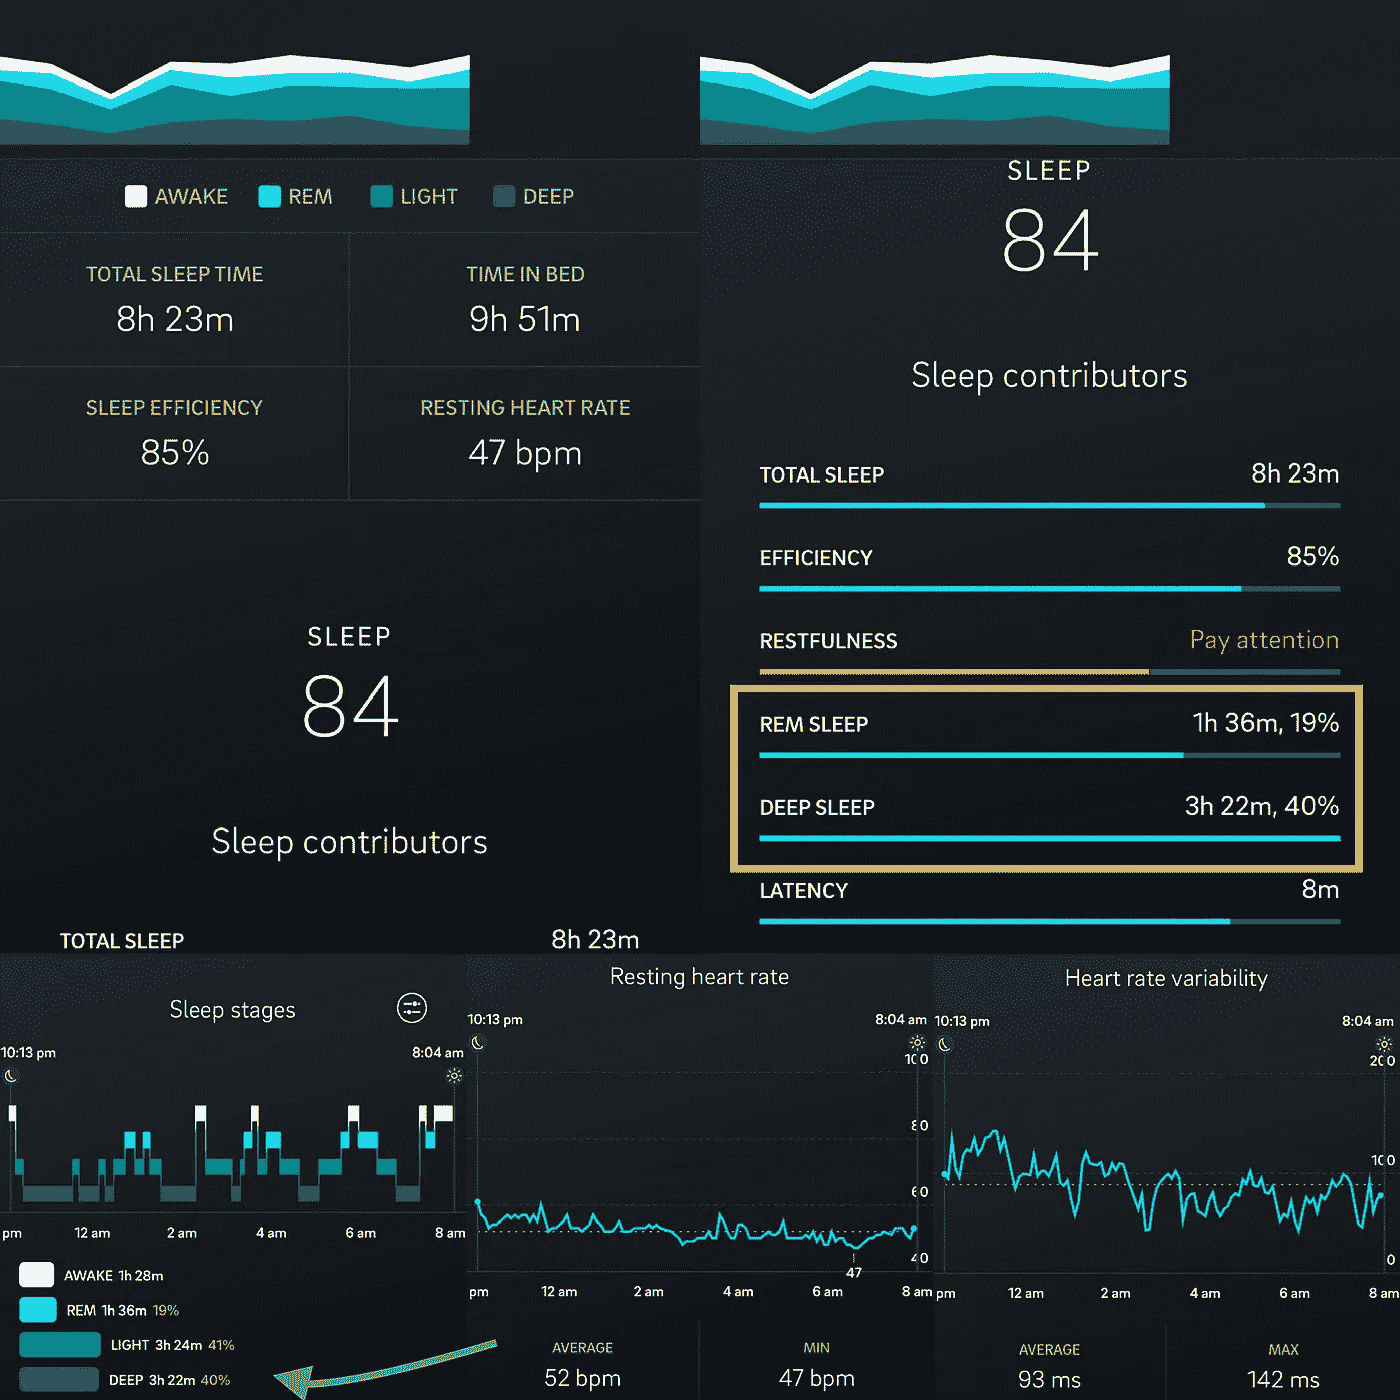 AWAKE REM LIGHT DEEP
TOTAL SLEEP TIME
8h 23m
TIME IN BED
9h 51m
SLEEP EFFICIENCY
85%
RESTING HEART RATE
47 bpm
SLEEP
84
Sleep contributors
TOTAL SLEEP 8h 23m
SLEEP
84
Sleep contributors
TOTAL SLEEP 8h 23m
EFFICIENCY 85%
RESTFULNESS Pay attention
REM SLEEP 1h 36m, 19%
DEEP SLEEP 3h 22m, 40%
LATENCY 8m
Sleep stages
10:13 pm 8:04 am
pm 12 am 2 am 4 am 6 am 8 am
AWAKE 1h 28m
REM 1h 36m 19%
LIGHT 3h 24m 41%
DEEP 3h 22m 40%
Resting heart rate
10:13 pm 8:04 am
100
80
60
40
47
pm 12 am 2 am 4 am 6 am 8 am
AVERAGE
52 bpm
MIN
47 bpm
Heart rate variability
10:13 pm 8:04 am
200
100
0
pm 12 am 2 am 4 am 6 am 8 am
AVERAGE
93 ms
MAX
142 ms